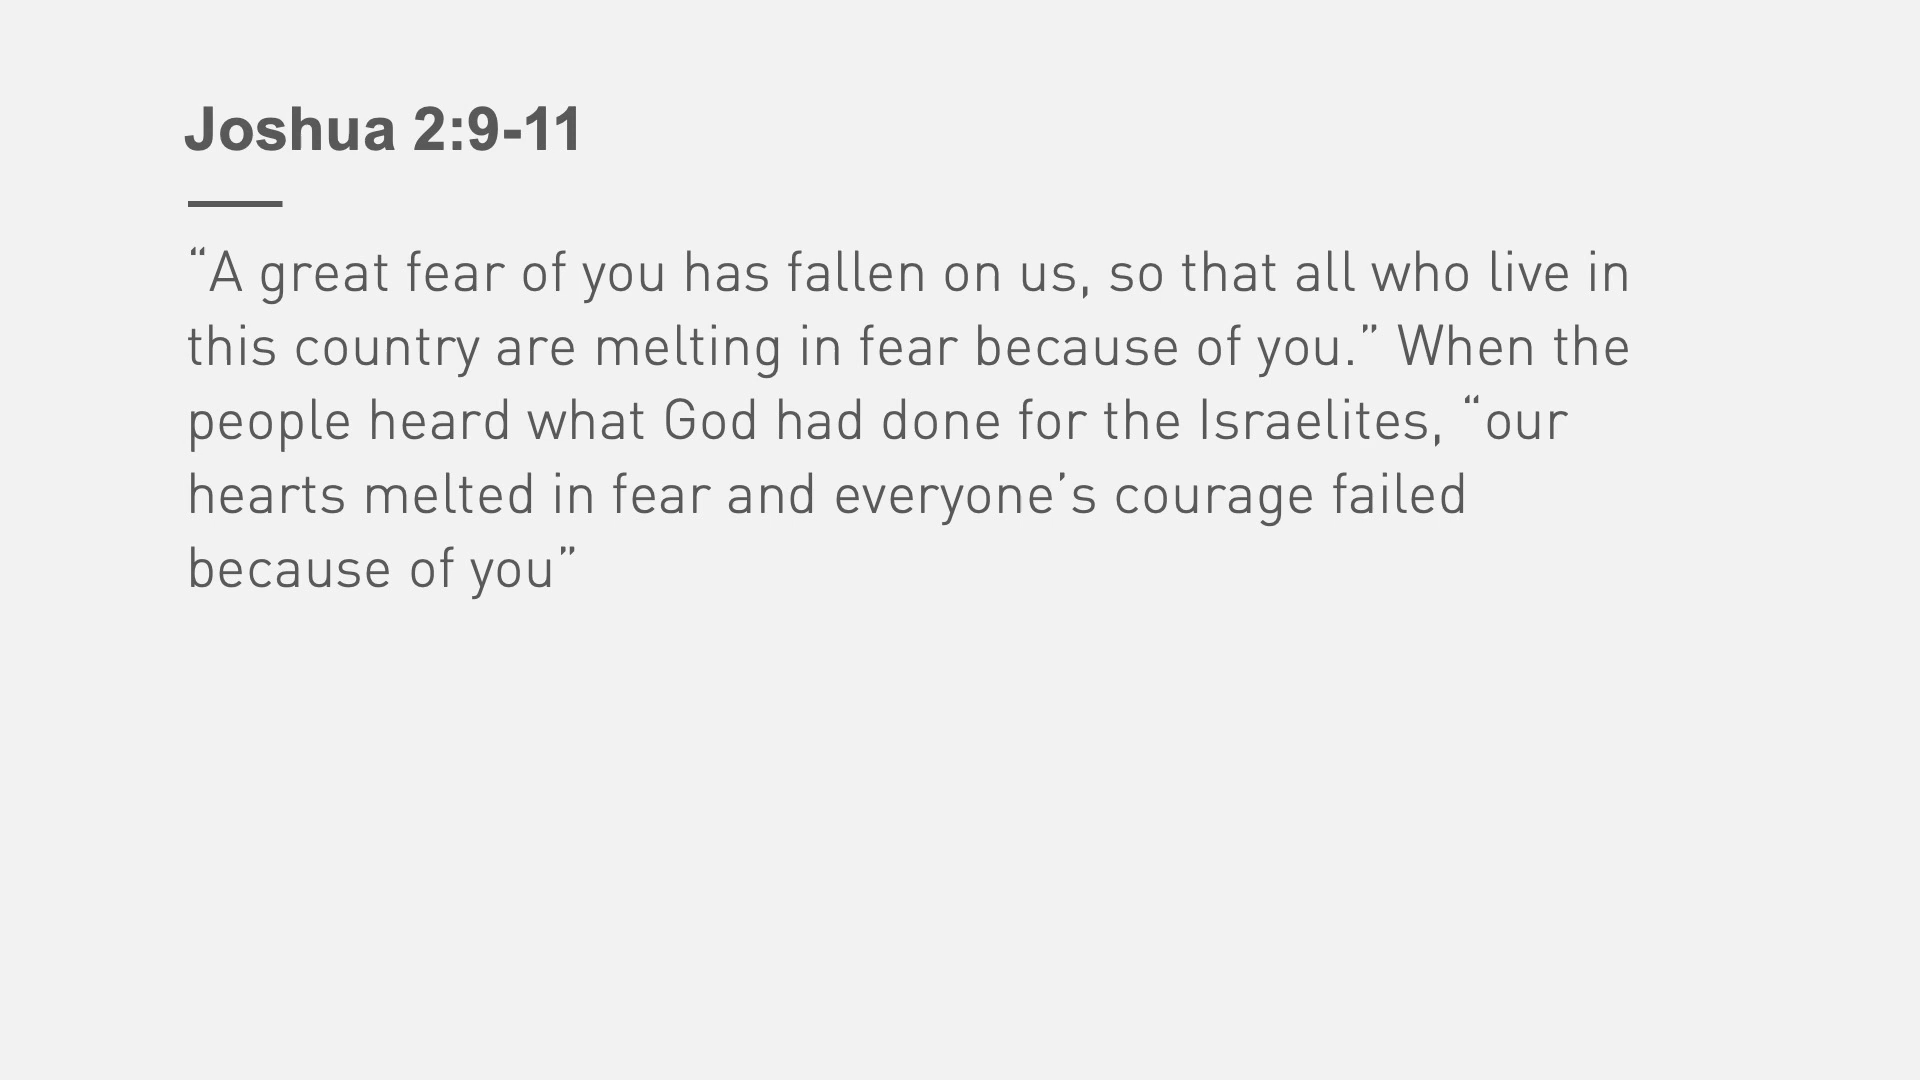 Joshua 2:9-11
“A great fear of you has fallen on us, so that all who live in
this country are melting in fear because of you.” When the
people heard what God had done for the Israelites, “our
hearts melted in fear and everyone’s courage failed
because of you”